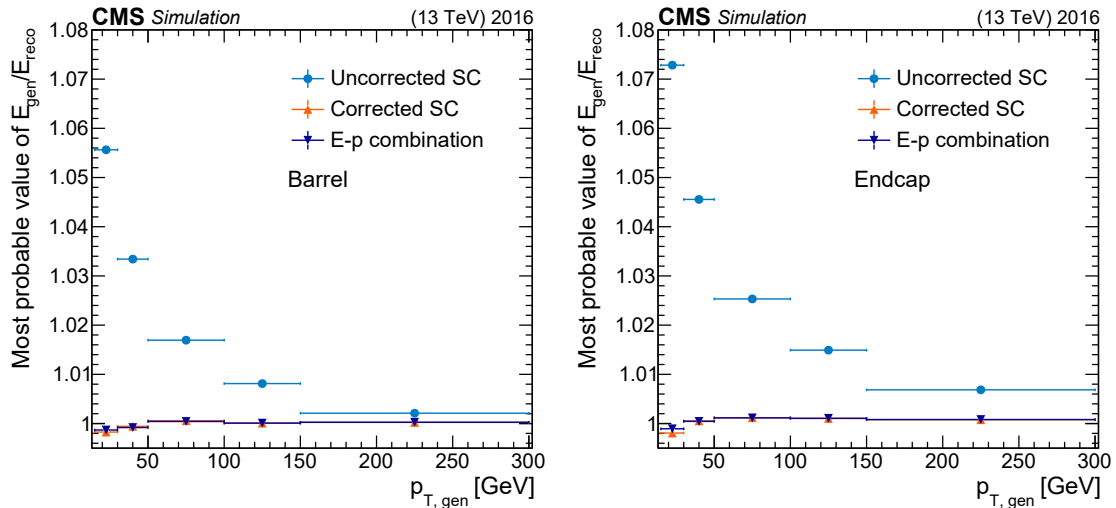 CMS Simulation (13 TeV) 2016
Most probable value of E_gen/E_reco
1.08
1.07
1.06
1.05
1.04
1.03
1.02
1.01
1
Uncorrected SC
Corrected SC
E-p combination
Barrel
50 100 150 200 250 300
p_T, gen [GeV]
CMS Simulation (13 TeV) 2016
Most probable value of E_gen/E_reco
1.08
1.07
1.06
1.05
1.04
1.03
1.02
1.01
1
Uncorrected SC
Corrected SC
E-p combination
Endcap
50 100 150 200 250 300
p_T, gen [GeV]